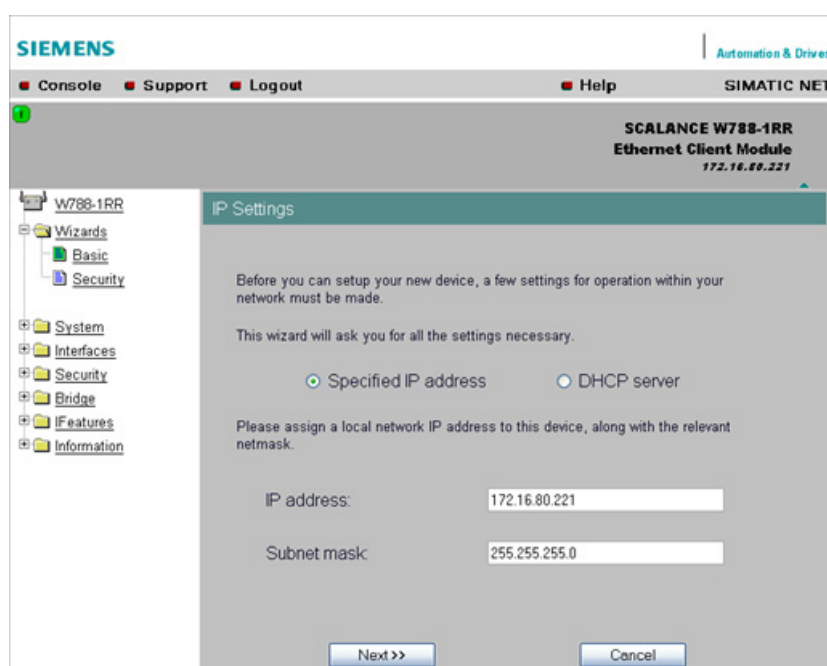 SIEMENS
Automation & Drives
Console Support Logout Help SIMATIC NET
SCALANCE W788-1RR
Ethernet Client Module
172.16.80.221
W788-1RR
Wizards
Basic
Security
System
Interfaces
Security
Bridge
IFeatures
Information
IP Settings
Before you can setup your new device, a few settings for operation within your
network must be made.
This wizard will ask you for all the settings necessary.
Specified IP address DHCP server
Please assign a local network IP address to this device, along with the relevant
netmask.
IP address: 172.16.80.221
Subnet mask: 255.255.255.0
Next>> Cancel